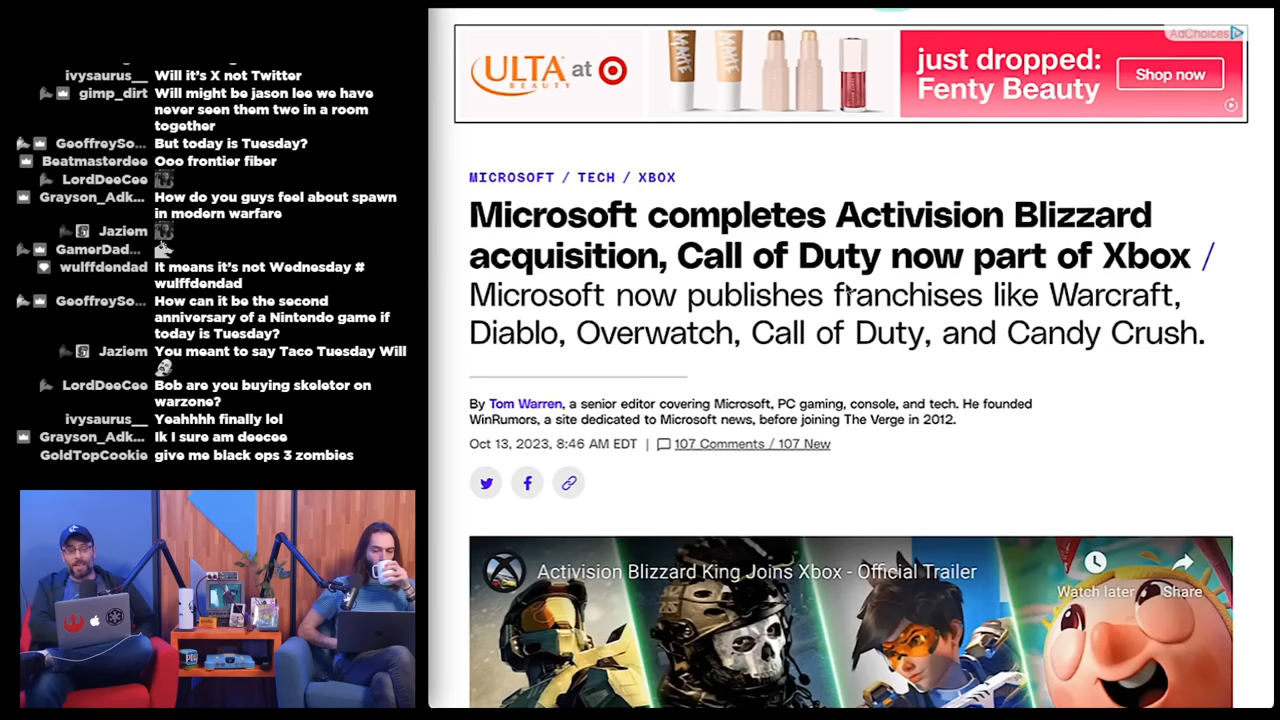 ivysaurus__ Will it's X not Twitter
gimp_dirt Will might be jason lee we have
never seen them two in a room
together
GeoffreySo... But today is Tuesday?
Beatmasterdee Ooo frontier fiber
LordDeeCee
Grayson_Adk... How do you guys feel about spawn
in modern warfare
Jaziem
GamerDad...
wulffdendad It means it's not Wednesday #
wulffdendad
GeoffreySo... How can it be the second
anniversary of a Nintendo game if
today is Tuesday?
Jaziem You meant to say Taco Tuesday Will
LordDeeCee Bob are you buying skeletor on
warzone?
ivysaurus__ Yeahhhh finally lol
Grayson_Adk... Ik I sure am deecee
GoldTopCookie give me black ops 3 zombies
AdChoices
ULTA at
BEAUTY
MATTE
MATTE
just dropped:
Fenty Beauty
Shop now
MICROSOFT / TECH / XBOX
Microsoft completes Activision Blizzard
acquisition, Call of Duty now part of Xbox /
Microsoft now publishes franchises like Warcraft,
Diablo, Overwatch, Call of Duty, and Candy Crush.
By Tom Warren, a senior editor covering Microsoft, PC gaming, console, and tech. He founded
WinRumors, a site dedicated to Microsoft news, before joining The Verge in 2012.
Oct 13, 2023, 8:46 AM EDT | 107 Comments / 107 New
Activision Blizzard King Joins Xbox - Official Trailer
Watch later
Share